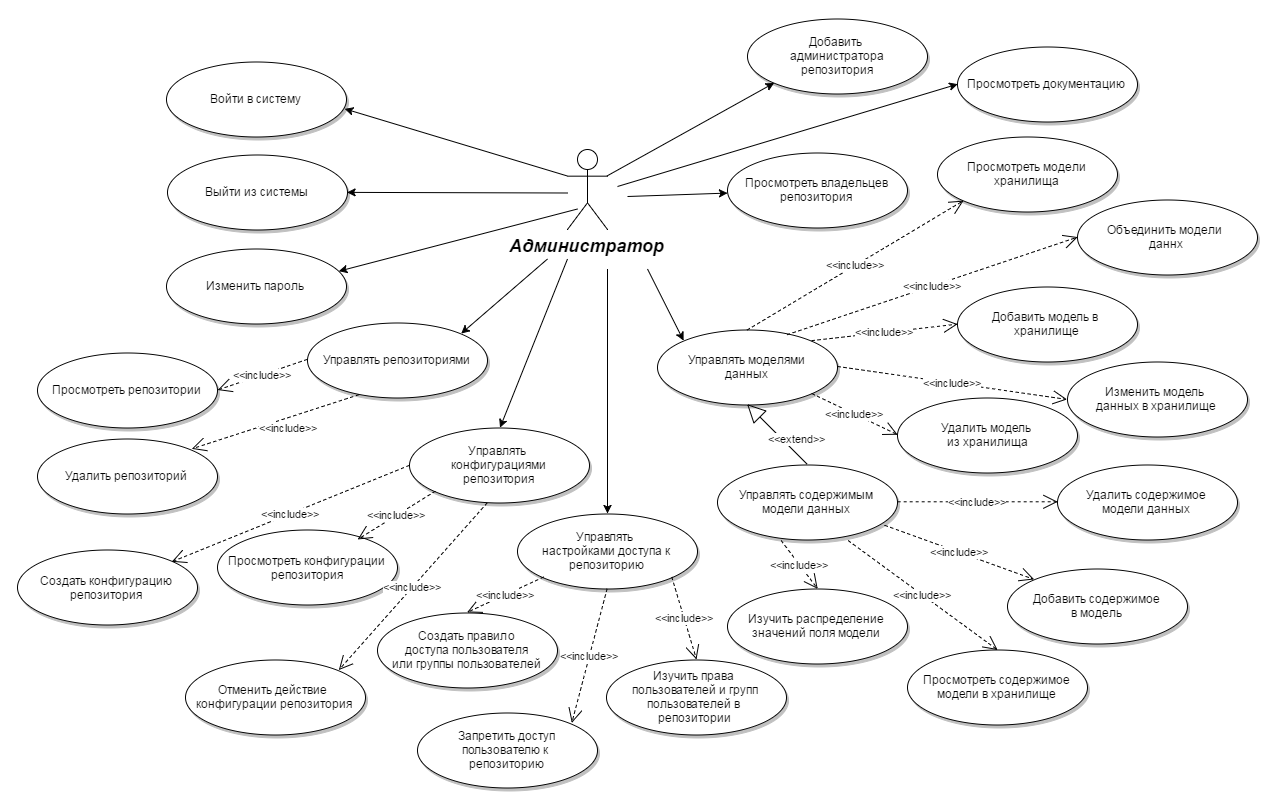 Добавить
администратора
репозитория
Просмотреть документацию
Войти в систему
Просмотреть модели
хранилища
Выйти из системы
Просмотреть владельцев
репозитория
Объединить модели
даннх
Администратор
<<include>>
<<include>>
Изменить пароль
Добавить модель в
хранилище
<<include>>
Управлять репозиториями
Управлять моделями
данных
Просмотреть репозитории
<<include>>
<<include>>
Изменить модель
данных в хранилище
<<include>>
Удалить модель
из хранилища
<<include>>
<<extend>>
Удалить репозиторий
Управлять
конфигурациями
репозитория
Управлять содержимым
модели данных
<<include>>
Удалить содержимое
модели данных
<<include>>
<<include>>
Управлять
настройками доступа к
репозиторию
<<include>>
Просмотреть конфигурации
репозитория
<<include>>
Создать конфигурацию
репозитория
<<include>>
<<include>>
<<include>>
Добавить содержимое
в модель
<<include>>
Изучить распределение
значений поля модели
Создать правило
доступа пользователя
или группы пользователей
<<include>>
Изучить права
пользователей и групп
пользователей в
репозитории
Просмотреть содержимое
модели в хранилище
Отменить действие
конфигурации репозитория
Запретить доступ
пользователю к
репозиторию